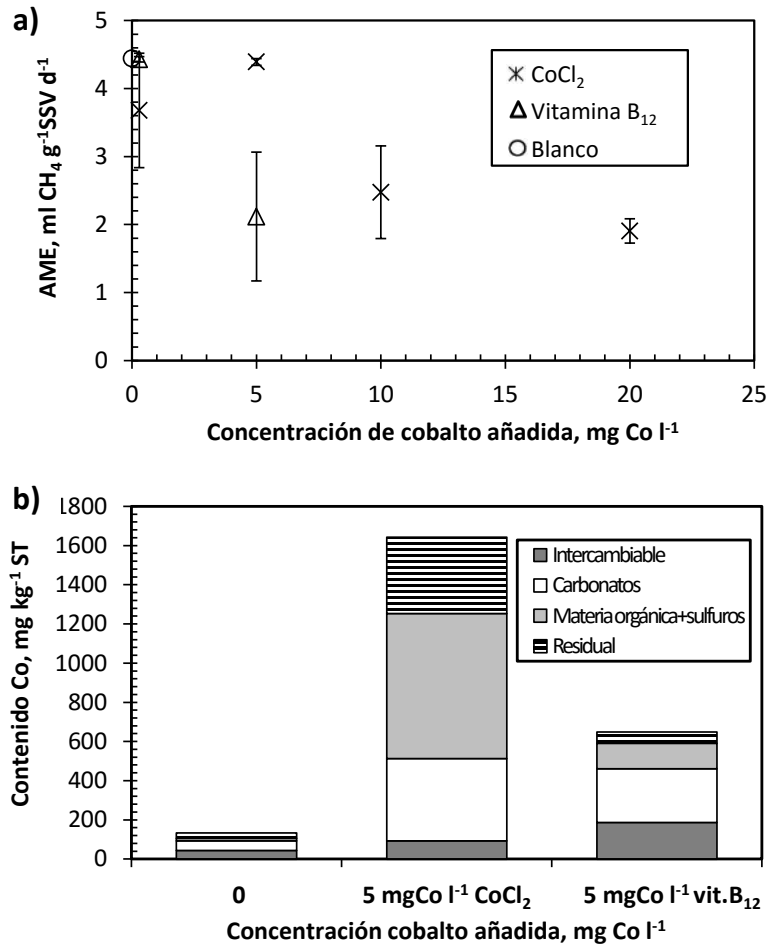 a)
5
4
3
2
1
0
AME, ml CH₄ g⁻¹SSV d⁻¹
CoCl₂
Vitamina B₁₂
Blanco
0 5 10 15 20 25
Concentración de cobalto añadida, mg Co l⁻¹
b)
1800
1600
1400
1200
1000
800
600
400
200
0
Contenido Co, mg kg⁻¹ ST
Intercambiable
Carbonatos
Materia orgánica+sulfuros
Residual
0 5 mgCo l⁻¹ CoCl₂ 5 mgCo l⁻¹ vit.B₁₂
Concentración cobalto añadida, mg Co l⁻¹